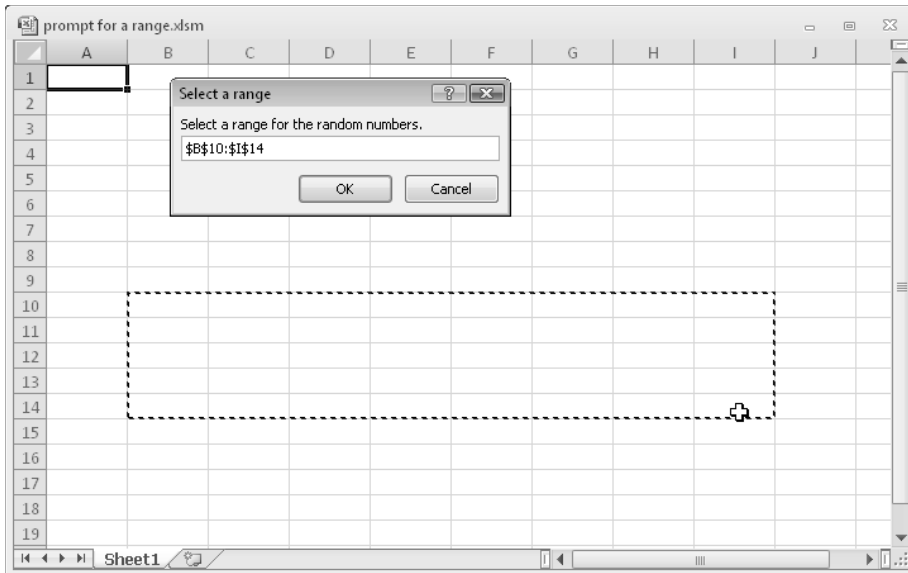 prompt for a range.xlsm
A B C D E F G H I J
1
Select a range ?
2
Select a range for the random numbers.
3
$B$10:$I$14
4
5
OK Cancel
6
7
8
9
10
11
12
13
14
15
16
17
18
19
Sheet1